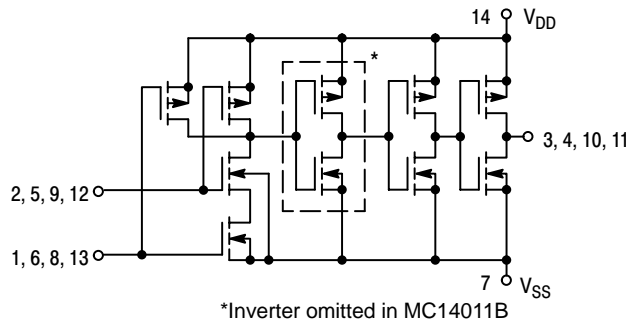 14
VDD
*
3, 4, 10, 11
2, 5, 9, 12
1, 6, 8, 13
7
VSS
*Inverter omitted in MC14011B